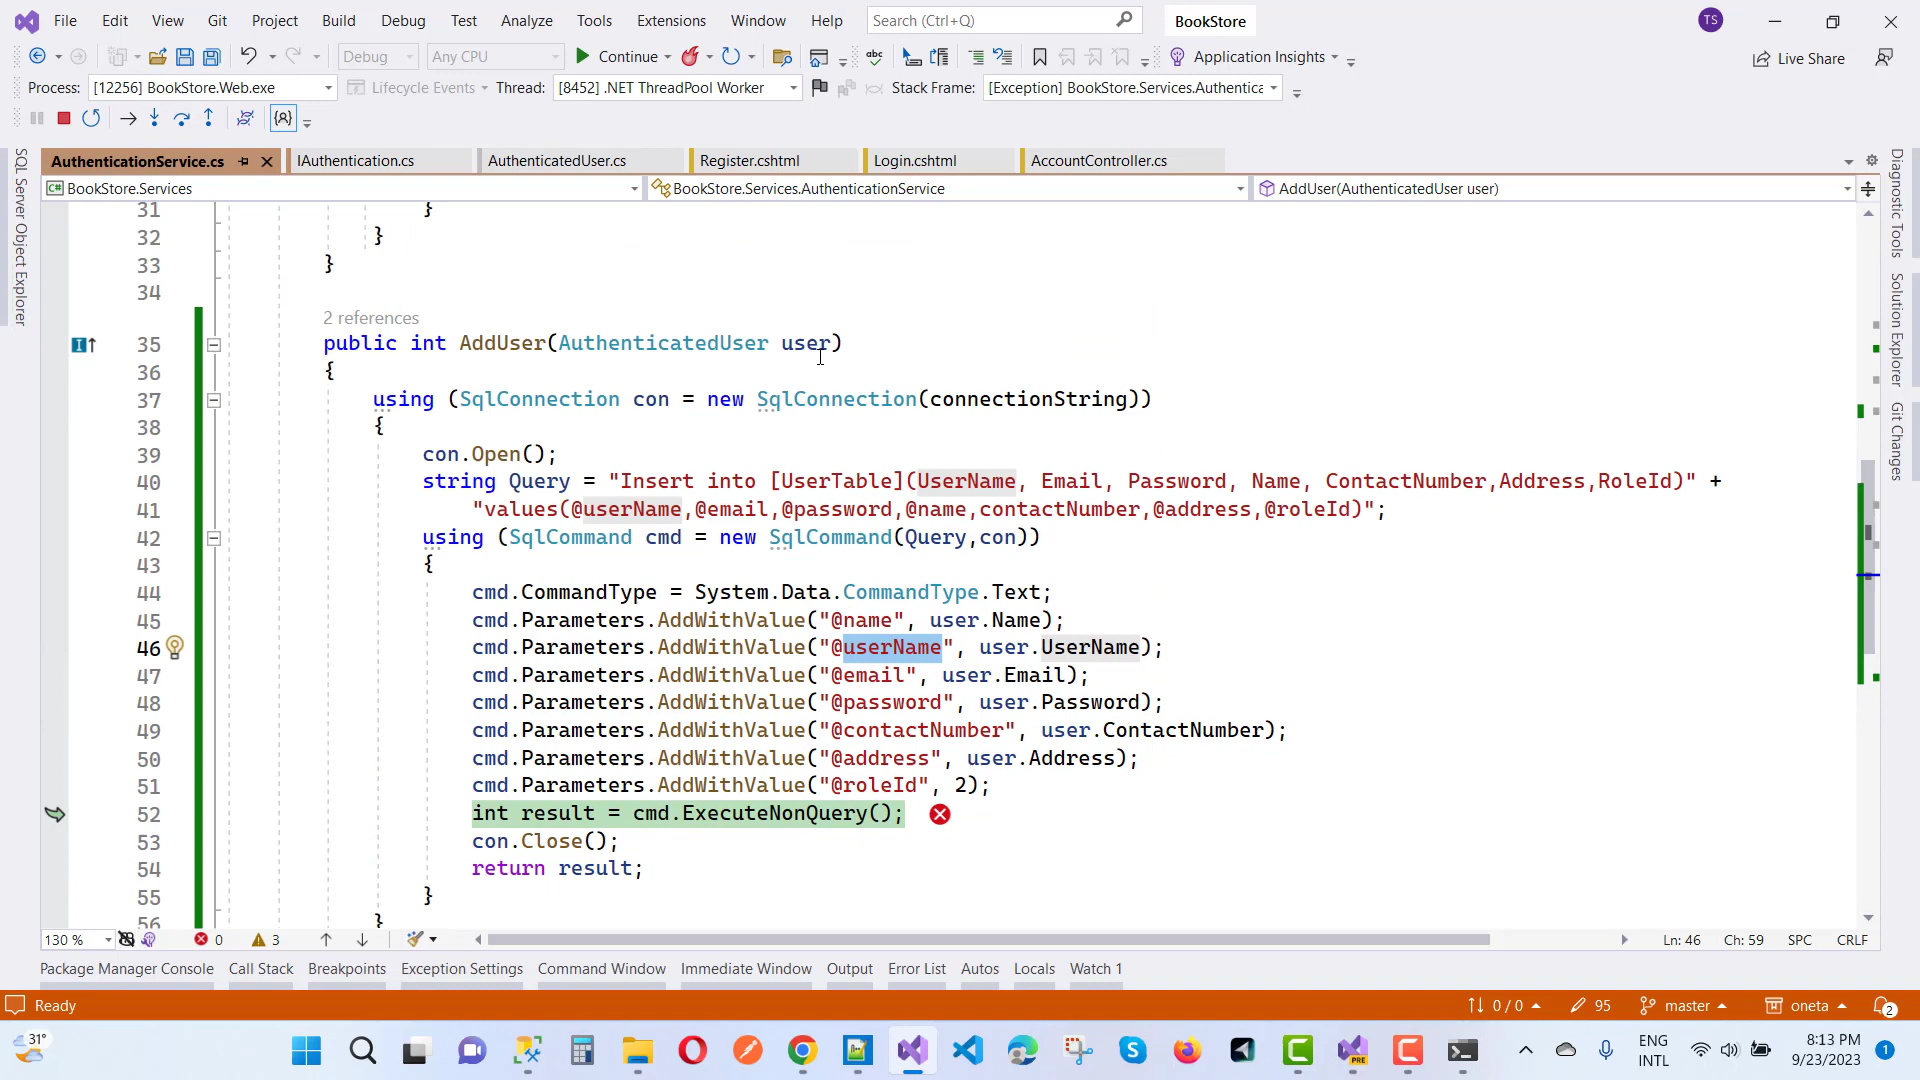 File Edit View Git Project Build Debug Test Analyze Tools Extensions Window Help Search (Ctrl+Q) BookStore TS
Debug Any CPU Continue Application Insights Live Share
Process: [12256] BookStore.Web.exe Lifecycle Events Thread: [8452] .NET ThreadPool Worker Stack Frame: [Exception] BookStore.Services.Authentica
AuthenticationService.cs IAuthentication.cs AuthenticatedUser.cs Register.cshtml Login.cshtml AccountController.cs
BookStore.Services BookStore.Services.AuthenticationService AddUser(AuthenticatedUser user)
SQL Server Object Explorer
Diagnostic Tools
Solution Explorer
Git Changes
31 }
32 }
33 }
34
2 references
35 public int AddUser(AuthenticatedUser user)
36 {
37 using (SqlConnection con = new SqlConnection(connectionString))
38 {
39 con.Open();
40 string Query = "Insert into [UserTable](UserName, Email, Password, Name, ContactNumber,Address,RoleId)" +
41 "values(@userName,@email,@password,@name,contactNumber,@address,@roleId)";
42 using (SqlCommand cmd = new SqlCommand(Query,con))
43 {
44 cmd.CommandType = System.Data.CommandType.Text;
45 cmd.Parameters.AddWithValue("@name", user.Name);
46 cmd.Parameters.AddWithValue("@userName", user.UserName);
47 cmd.Parameters.AddWithValue("@email", user.Email);
48 cmd.Parameters.AddWithValue("@password", user.Password);
49 cmd.Parameters.AddWithValue("@contactNumber", user.ContactNumber);
50 cmd.Parameters.AddWithValue("@address", user.Address);
51 cmd.Parameters.AddWithValue("@roleId", 2);
52 int result = cmd.ExecuteNonQuery();
53 con.Close();
54 return result;
55 }
56 }
130 % 0 3 Ln: 46 Ch: 59 SPC CRLF
Package Manager Console Call Stack Breakpoints Exception Settings Command Window Immediate Window Output Error List Autos Locals Watch 1
Ready 0 / 0 95 master oneta 2
31° PRE ENG 8:13 PM 1
INTL 9/23/2023